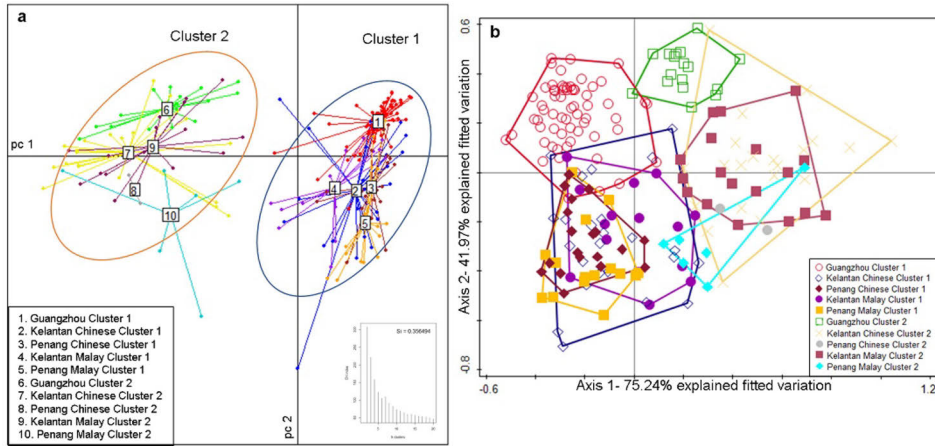 a
Cluster 2
Cluster 1
pc 1
pc 2
6
7
9
8
10
1
4
2
3
5
1. Guangzhou Cluster 1
2. Kelantan Chinese Cluster 1
3. Penang Chinese Cluster 1
4. Kelantan Malay Cluster 1
5. Penang Malay Cluster 1
6. Guangzhou Cluster 2
7. Kelantan Chinese Cluster 2
8. Penang Chinese Cluster 2
9. Kelantan Malay Cluster 2
10. Penang Malay Cluster 2
SI = 0.356494
b
0.6
Axis 2- 41.97% explained fitted variation
-0.8
-0.6
Axis 1- 75.24% explained fitted variation
1.2
Guangzhou Cluster 1
Kelantan Chinese Cluster 1
Penang Chinese Cluster 1
Kelantan Malay Cluster 1
Penang Malay Cluster 1
Guangzhou Cluster 2
Kelantan Chinese Cluster 2
Penang Chinese Cluster 2
Kelantan Malay Cluster 2
Penang Malay Cluster 2